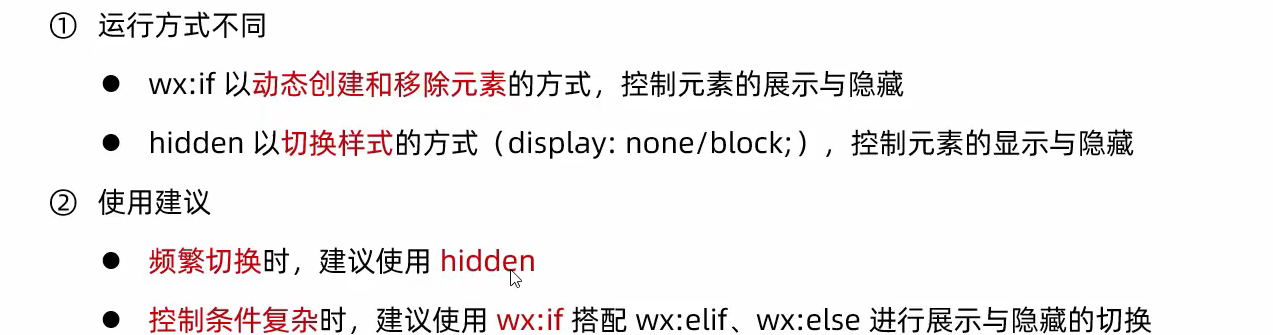 ① 运行方式不同
● wx:if 以动态创建和移除元素的方式，控制元素的展示与隐藏
● hidden 以切换样式的方式（display: none/block;），控制元素的显示与隐藏
② 使用建议
● 频繁切换时，建议使用 hidden
● 控制条件复杂时，建议使用 wx:if 搭配 wx:elif、wx:else 进行展示与隐藏的切换